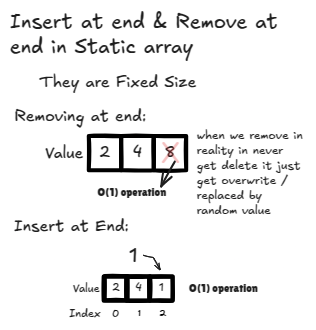 Insert at end & Remove at
end in Static array
They are Fixed Size
Removing at end:
Value 2 4 8
when we remove in
reality in never
get delete it just
get overwrite /
replaced by
random value
O(1) operation
Insert at End:
1
Value 2 4 1 O(1) operation
Index 0 1 2